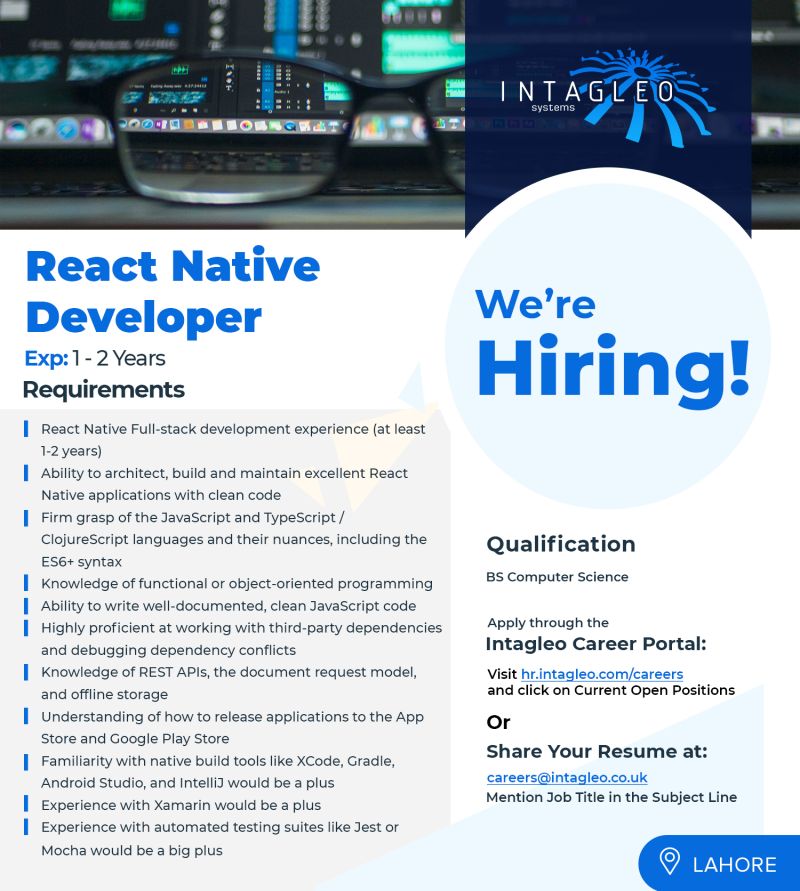 INTAGLEO
systems
React Native
Developer
Exp: 1 - 2 Years
Requirements
React Native Full-stack development experience (at least
1-2 years)
Ability to architect, build and maintain excellent React
Native applications with clean code
Firm grasp of the JavaScript and TypeScript /
ClojureScript languages and their nuances, including the
ES6+ syntax
Knowledge of functional or object-oriented programming
Ability to write well-documented, clean JavaScript code
Highly proficient at working with third-party dependencies
and debugging dependency conflicts
Knowledge of REST APIs, the document request model,
and offline storage
Understanding of how to release applications to the App
Store and Google Play Store
Familiarity with native build tools like XCode, Gradle,
Android Studio, and IntelliJ would be a plus
Experience with Xamarin would be a plus
Experience with automated testing suites like Jest or
Mocha would be a big plus
We're
Hiring!
Qualification
BS Computer Science
Apply through the
Intagleo Career Portal:
Visit hr.intagleo.com/careers
and click on Current Open Positions
Or
Share Your Resume at:
careers@intagleo.co.uk
Mention Job Title in the Subject Line
LAHORE